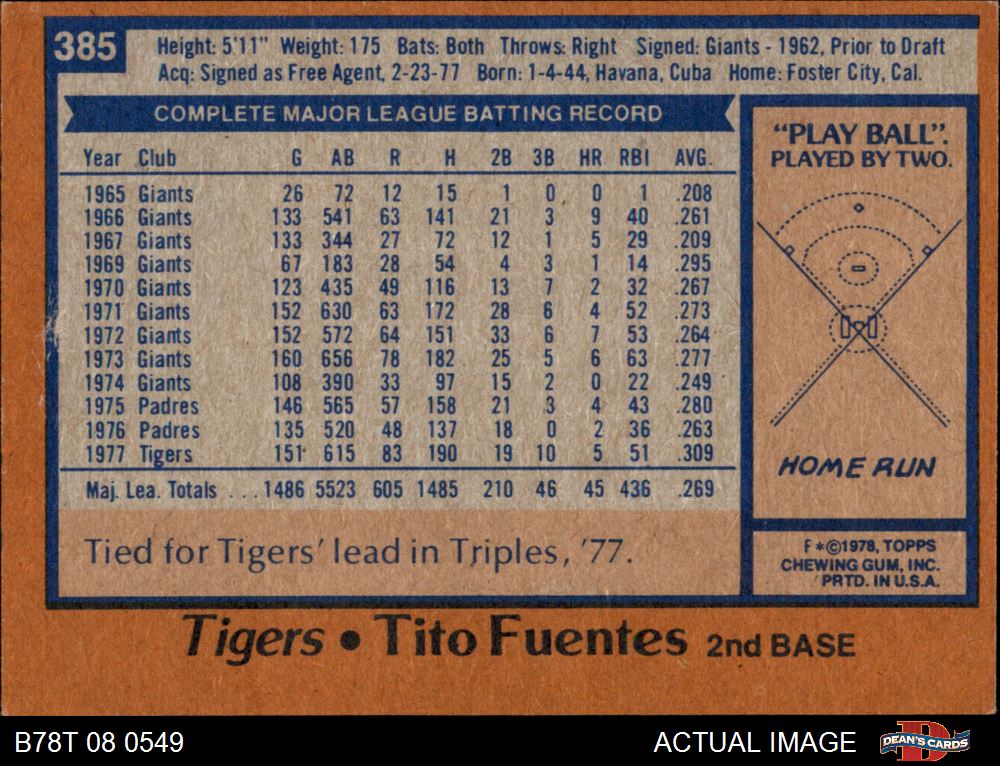 385
Height: 5'11" Weight: 175 Bats: Both Throws: Right Signed: Giants - 1962, Prior to Draft
Acq: Signed as Free Agent, 2-23-77 Born: 1-4-44, Havana, Cuba Home: Foster City, Cal.
COMPLETE MAJOR LEAGUE BATTING RECORD
Year Club G AB R H 2B 3B HR RBI AVG.
1965 Giants 26 72 12 15 1 0 0 1 .208
1966 Giants 133 541 63 141 21 3 9 40 .261
1967 Giants 133 344 27 72 12 1 5 29 .209
1969 Giants 67 183 28 54 4 3 1 14 .295
1970 Giants 123 435 49 116 13 7 2 32 .267
1971 Giants 152 630 63 172 28 6 4 52 .273
1972 Giants 152 572 64 151 33 6 7 53 .264
1973 Giants 160 656 78 182 25 5 6 63 .277
1974 Giants 108 390 33 97 15 2 0 22 .249
1975 Padres 146 565 57 158 21 3 4 43 .280
1976 Padres 135 520 48 137 18 0 2 36 .263
1977 Tigers 151 615 83 190 19 10 5 51 .309
Maj. Lea. Totals ...1486 5523 605 1485 210 46 45 436 .269
Tied for Tigers' lead in Triples, '77.
"PLAY BALL".
PLAYED BY TWO.
HOME RUN
F*©1978, TOPPS
CHEWING GUM, INC.
PRTD. IN U.S.A.
Tigers • Tito Fuentes 2nd BASE
B78T 08 0549
ACTUAL IMAGE
DEAN'S CARDS